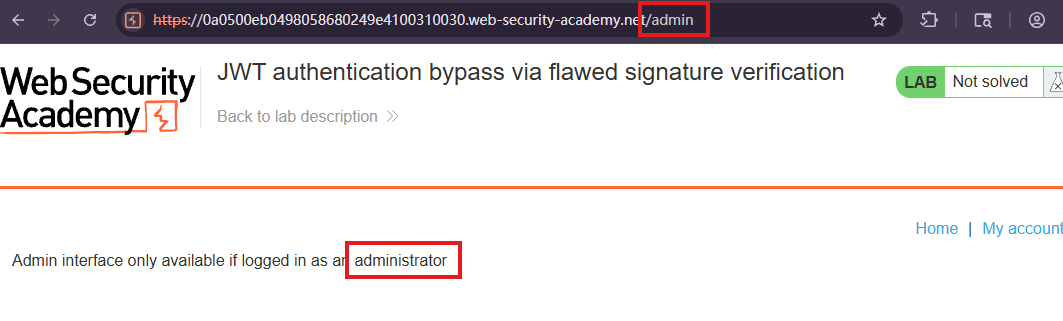 https://0a0500eb0498058680249e4100310030.web-security-academy.net/admin
Web Security
Academy
JWT authentication bypass via flawed signature verification
Back to lab description
LAB Not solved
Home | My account
Admin interface only available if logged in as an administrator